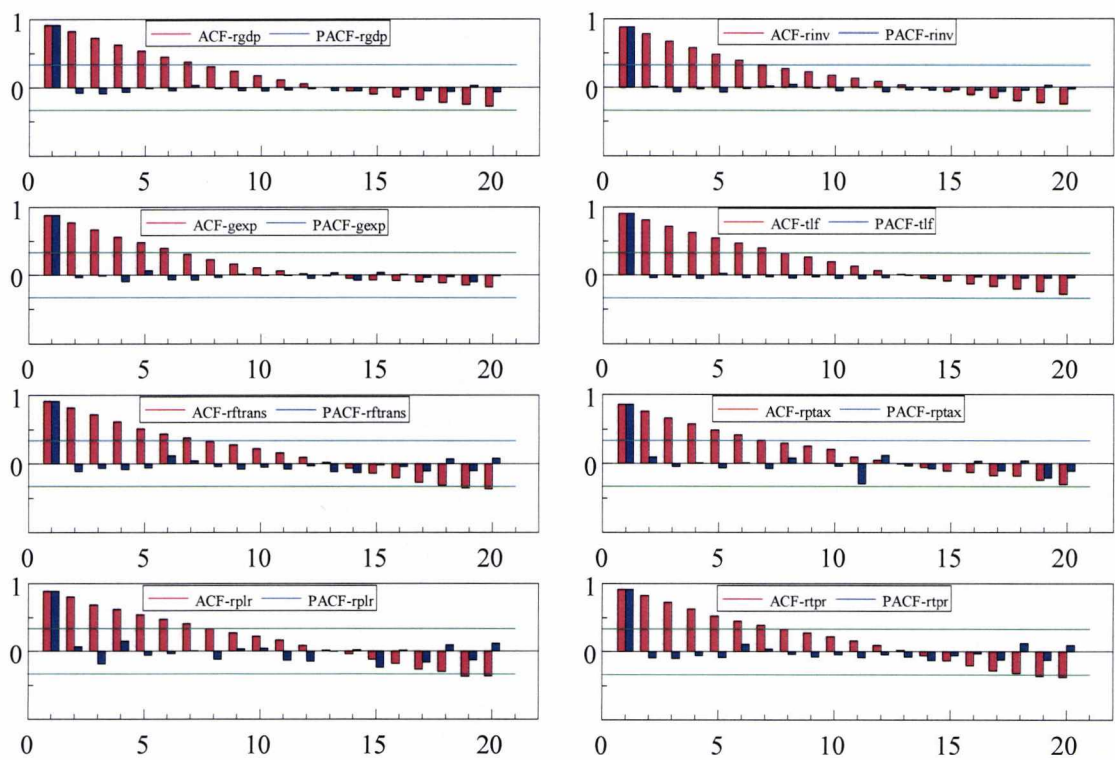 1
ACF-rgdp PACF-rgdp
0
0 5 10 15 20
1
ACF-rinv PACF-rinv
0
0 5 10 15 20
1
ACF-gexp PACF-gexp
0
0 5 10 15 20
1
ACF-tlf PACF-tlf
0
0 5 10 15 20
1
ACF-rftrans PACF-rftrans
0
0 5 10 15 20
1
ACF-rptax PACF-rptax
0
0 5 10 15 20
1
ACF-rplr PACF-rplr
0
0 5 10 15 20
1
ACF-rtpr PACF-rtpr
0
0 5 10 15 20